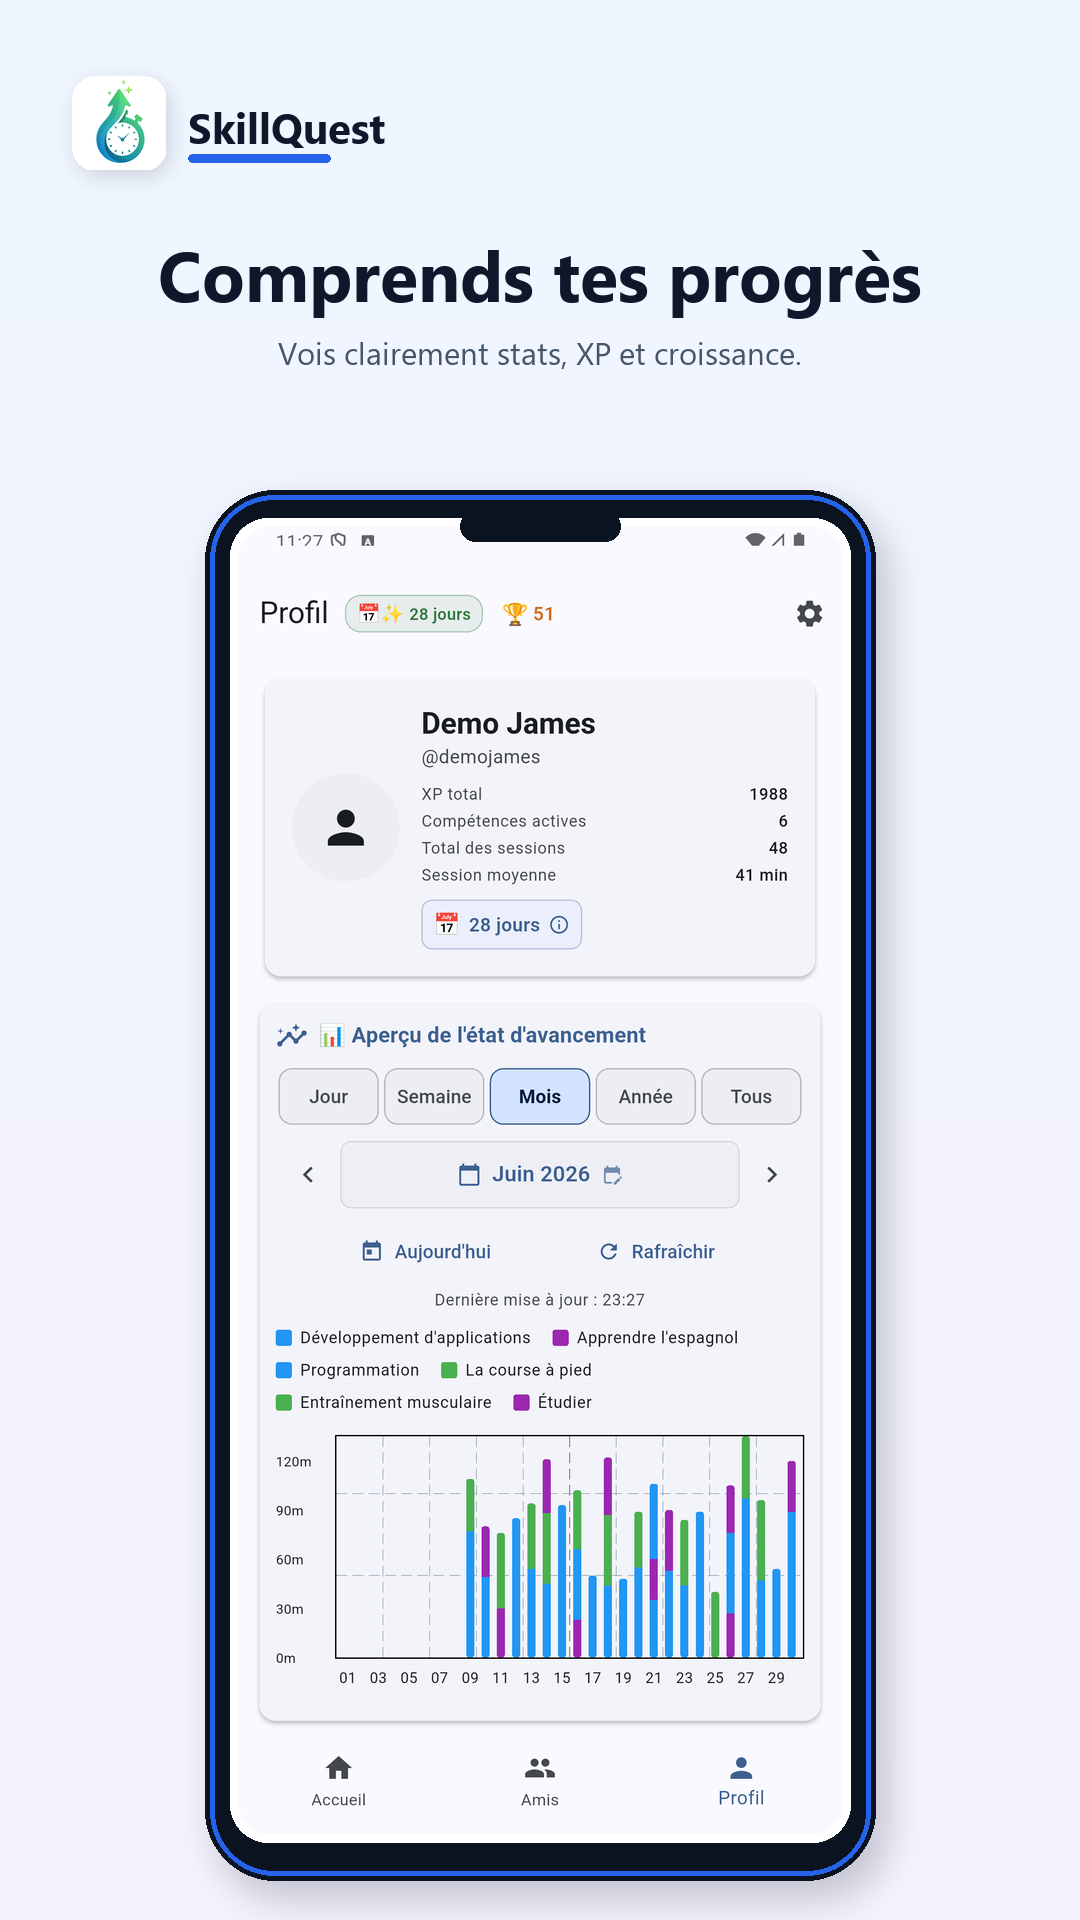 SkillQuest
Comprends tes progrès
Vois clairement stats, XP et croissance.
11:27
Profil 28 jours 51
Demo James
@demojames
XP total 1988
Compétences actives 6
Total des sessions 48
Session moyenne 41 min
28 jours
Aperçu de l'état d'avancement
Jour Semaine Mois Année Tous
Juin 2026
Aujourd'hui Rafraîchir
Dernière mise à jour : 23:27
Développement d'applications Apprendre l'espagnol
Programmation La course à pied
Entraînement musculaire Étudier
120m
90m
60m
30m
0m
01 03 05 07 09 11 13 15 17 19 21 23 25 27 29
Accueil Amis Profil